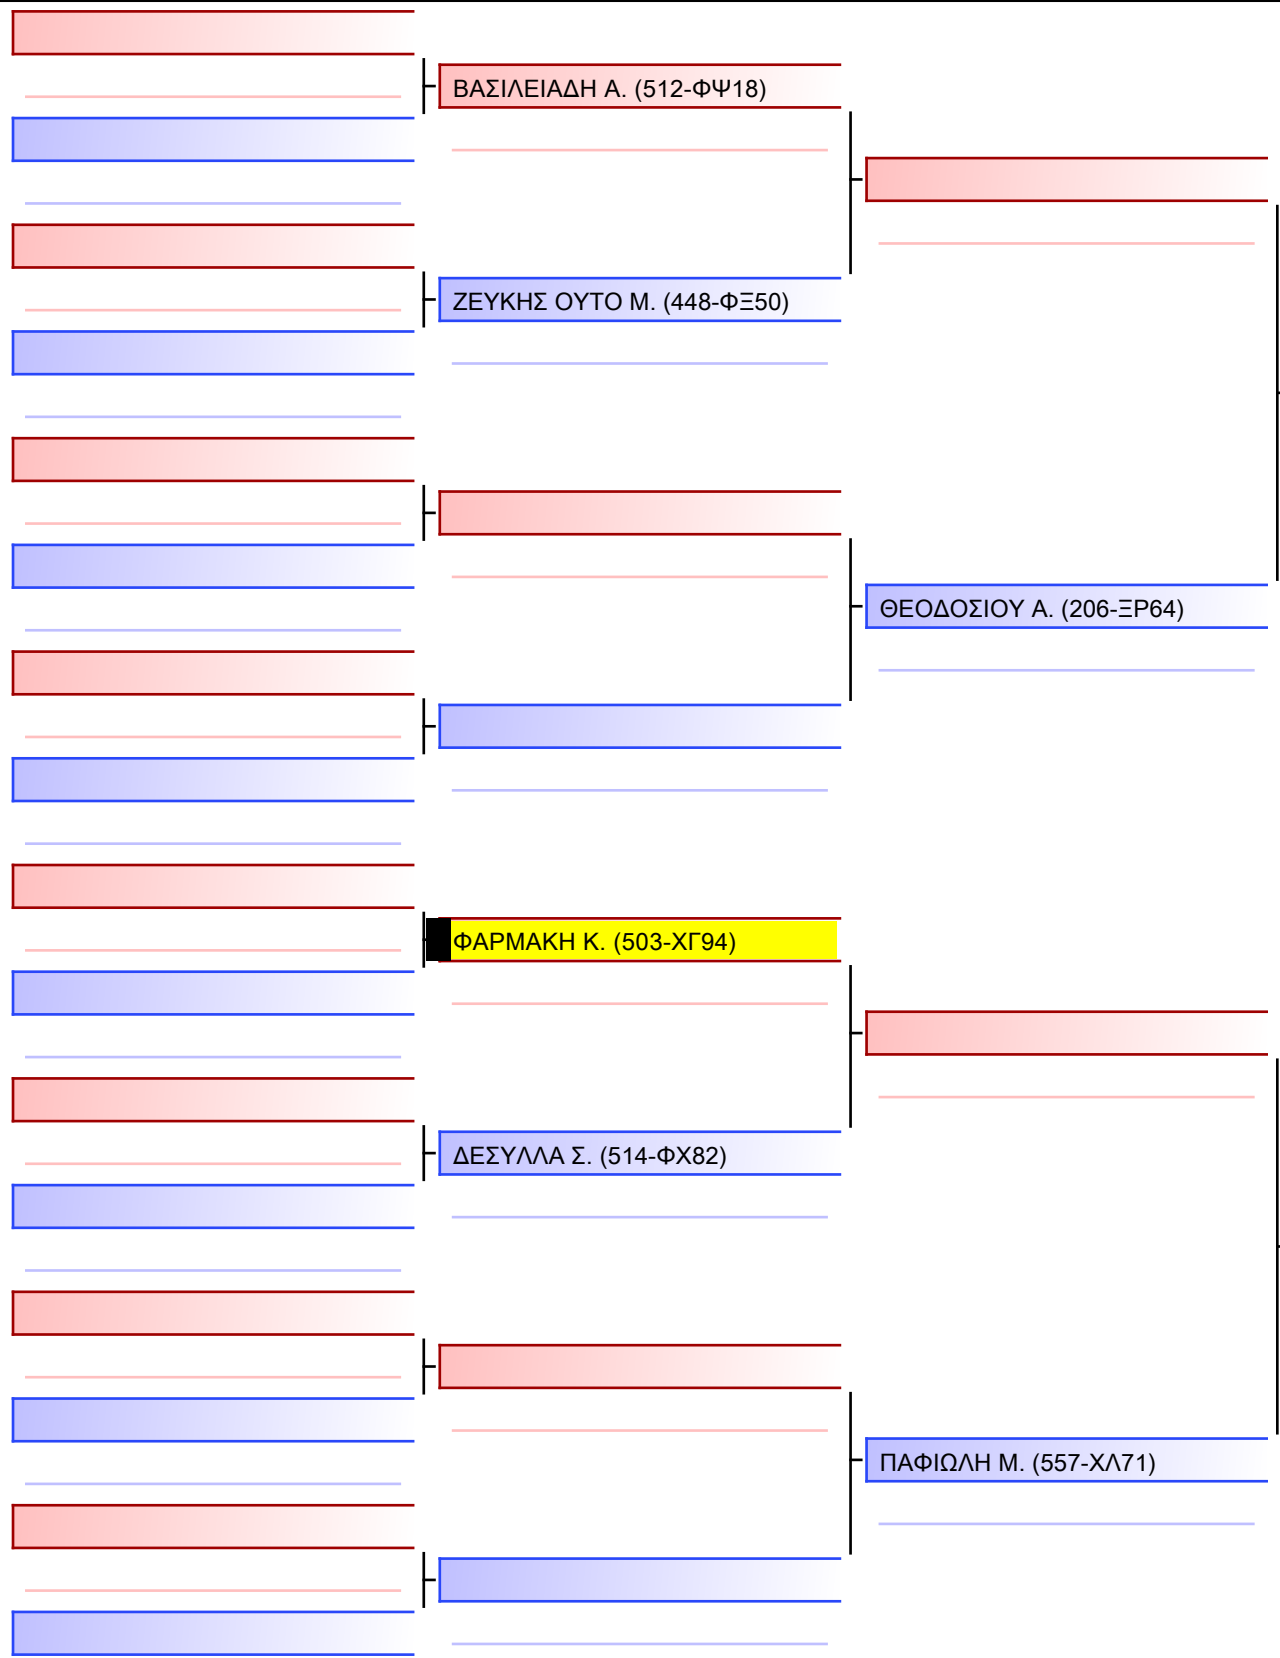 ΒΑΣΙΛΕΙΑΔΗ Α. (512-ΦΨ18)
ΖΕΥΚΗΣ ΟΥΤΟ Μ. (448-ΦΞ50)
ΘΕΟΔΟΣΙΟΥ Α. (206-ΞΡ64)
ΦΑΡΜΑΚΗ Κ. (503-ΧΓ94)
ΔΕΣΥΛΛΑ Σ. (514-ΦΧ82)
ΠΑΦΙΩΛΗ Μ. (557-ΧΛ71)